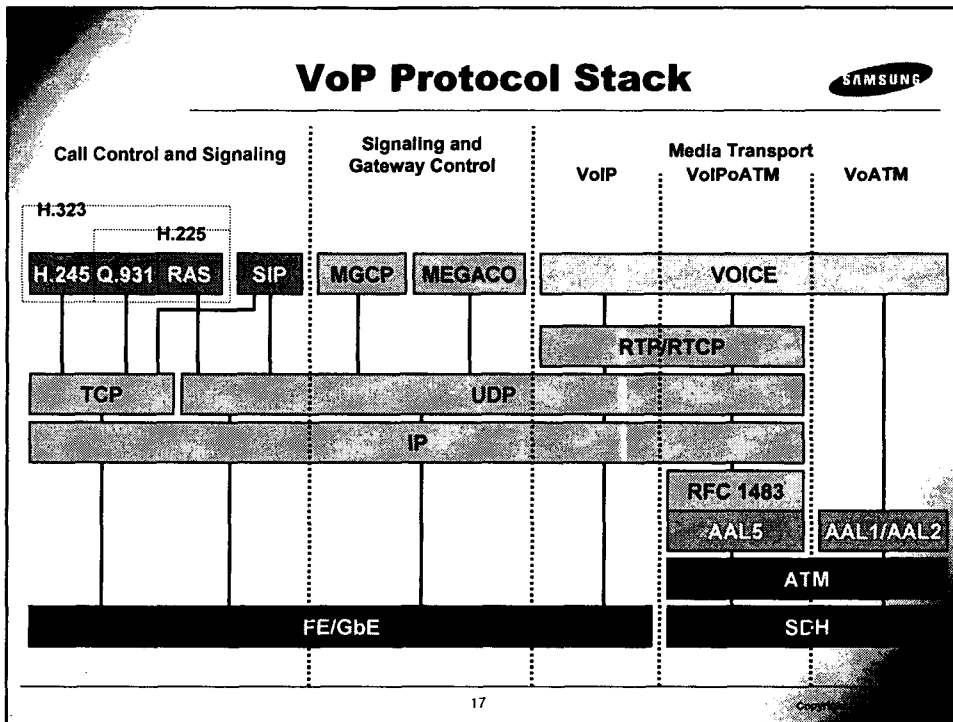 VoP Protocol Stack
SAMSUNG
Call Control and Signaling
Signaling and
Gateway Control
Media Transport
VoIP
VoIPoATM
VoATM
H.323
H.225
H.245
Q.931
RAS
SIP
MGCP
MEGACO
VOICE
RTP/RTCP
TCP
UDP
IP
RFC 1483
AAL5
AAL1/AAL2
ATM
FE/GbE
SDH
17